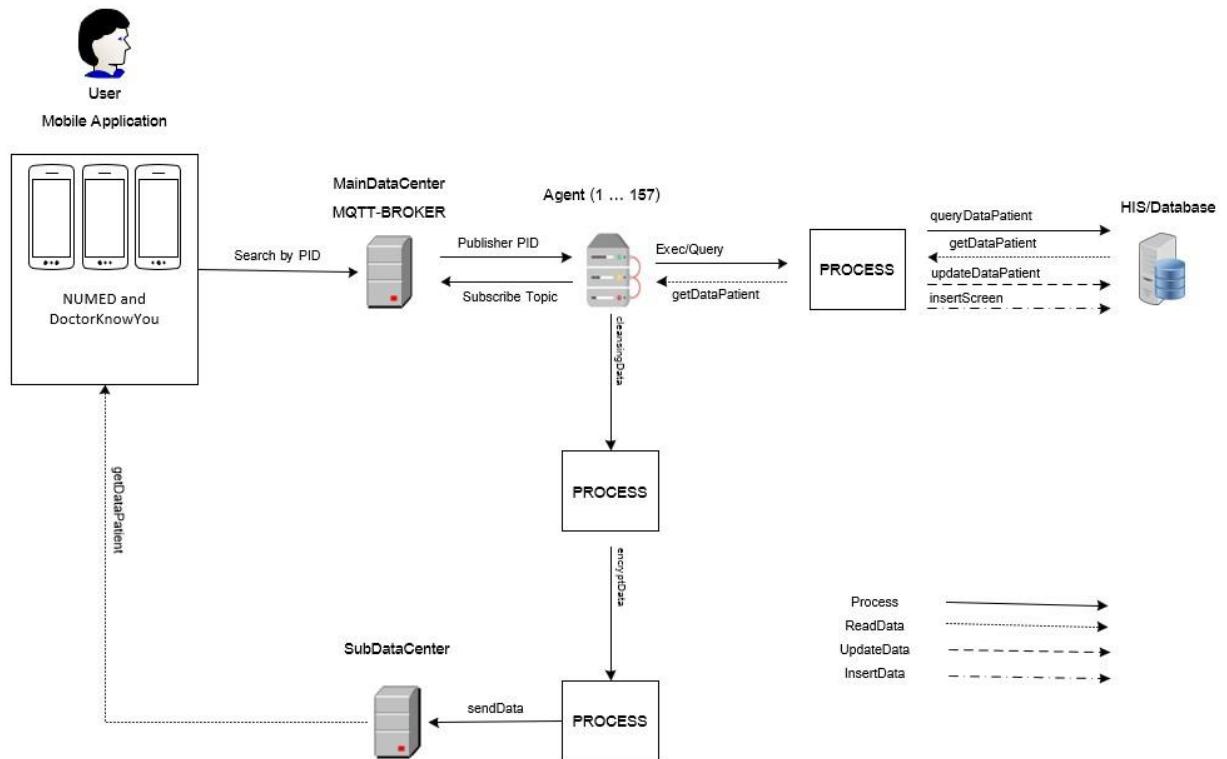 User
Mobile Application
NUMED and
DoctorKnowYou
Search by PID
MainDataCenter
MQTT-BROKER
Publisher PID
Subscribe Topic
Agent (1 ... 157)
Exec/Query
getDataPatient
PROCESS
queryDataPatient
getDataPatient
updateDataPatient
insertScreen
HIS/Database
cleansingData
PROCESS
encryptData
PROCESS
sendData
SubDataCenter
getDataPatient
Process
ReadData
UpdateData
InsertData